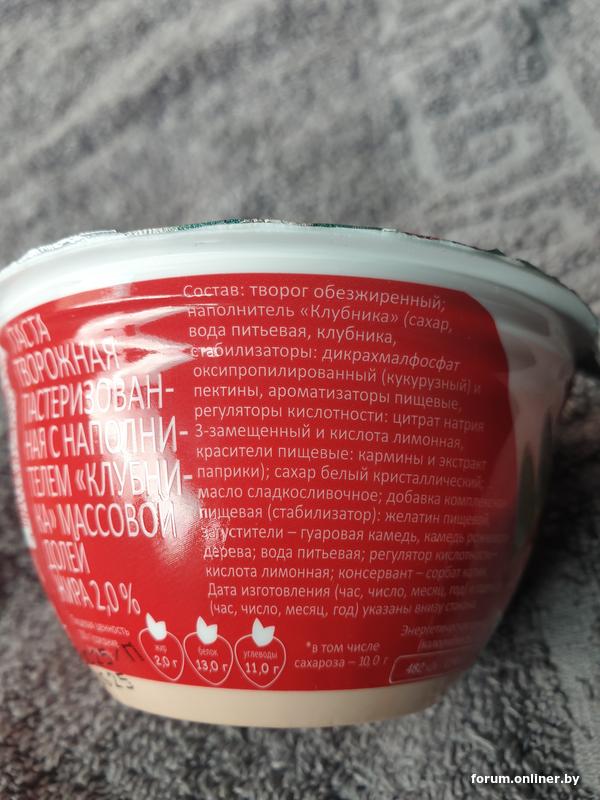 ПАСТА
ТВОРОЖНАЯ
ПАСТЕРИЗОВАН-
НАЯ С НАПОЛНИ-
ТЕЛЕМ «КЛУБНИ-
КА» МАССОВОЙ
ДОЛЕЙ
ЖИРА 2,0 %
Состав: творог обезжиренный;
наполнитель «Клубника» (сахар,
вода питьевая, клубника,
стабилизаторы: дикрахмалфосфат
оксипропилированный (кукурузный) и
пектины, ароматизаторы пищевые,
регуляторы кислотности: цитрат натрия
3-замещенный и кислота лимонная,
красители пищевые: кармины и экстракт
паприки); сахар белый кристаллический;
масло сладкосливочное; добавка
пищевая (стабилизатор): желатин пищевой,
загустители – гуаровая камедь, камедь
дерева; вода питьевая; регулятор кислотности–
кислота лимонная; консервант – сорбат
Дата изготовления (час, число, месяц, год)
(час, число, месяц, год) указаны внизу
жир
2,0 г
белок
13,0 г
углеводы
11,0 г
*в том числе
сахароза – 10,0 г
forum.onliner.by